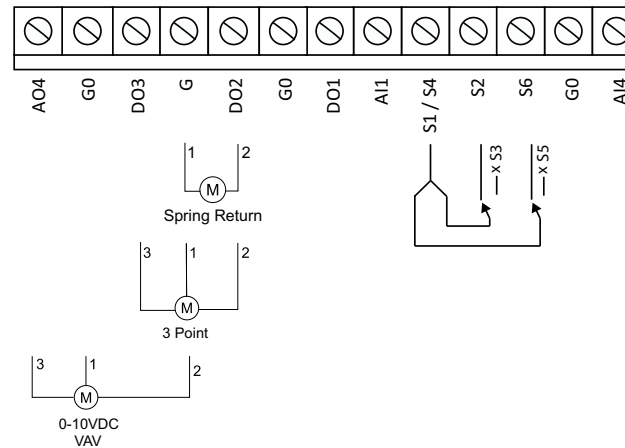 AO4 G0 DO3 G DO2 G0 DO1 AI1 S1 / S4 S2 S6 G0 AI4
x S3
x S5
1 2
M
Spring Return
3 1 2
M
3 Point
3 1 2
M
0-10VDC
VAV